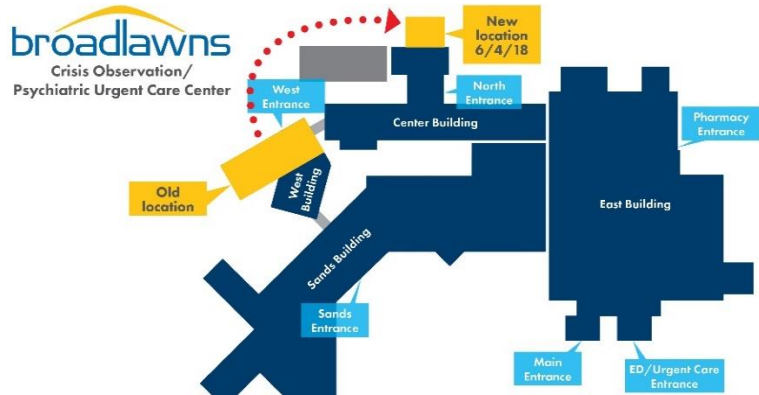 broadlawns
Crisis Observation/
Psychiatric Urgent Care Center
New
location
6/4/18
West
Entrance
North
Entrance
Center Building
Pharmacy
Entrance
Old
location
West
Building
East Building
Sands Building
Sands
Entrance
Main
Entrance
ED/Urgent Care
Entrance